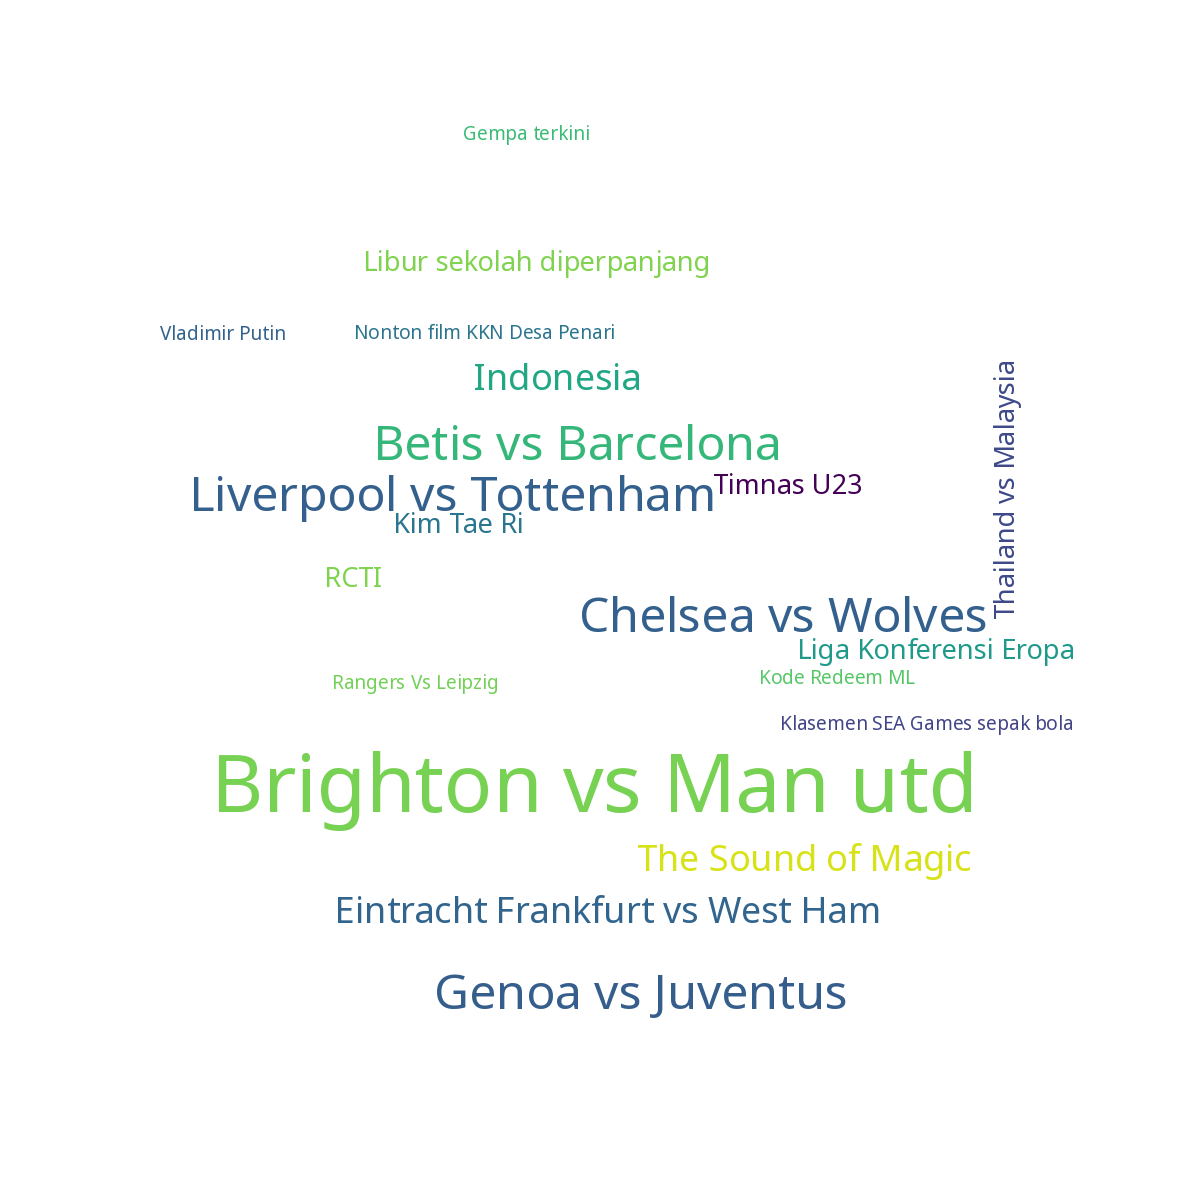 Gempa terkini
Libur sekolah diperpanjang
Vladimir Putin
Nonton film KKN Desa Penari
Indonesia
Thailand vs Malaysia
Betis vs Barcelona
Liverpool vs Tottenham
Timnas U23
Kim Tae Ri
RCTI
Chelsea vs Wolves
Liga Konferensi Eropa
Rangers Vs Leipzig
Kode Redeem ML
Klasemen SEA Games sepak bola
Brighton vs Man utd
The Sound of Magic
Eintracht Frankfurt vs West Ham
Genoa vs Juventus